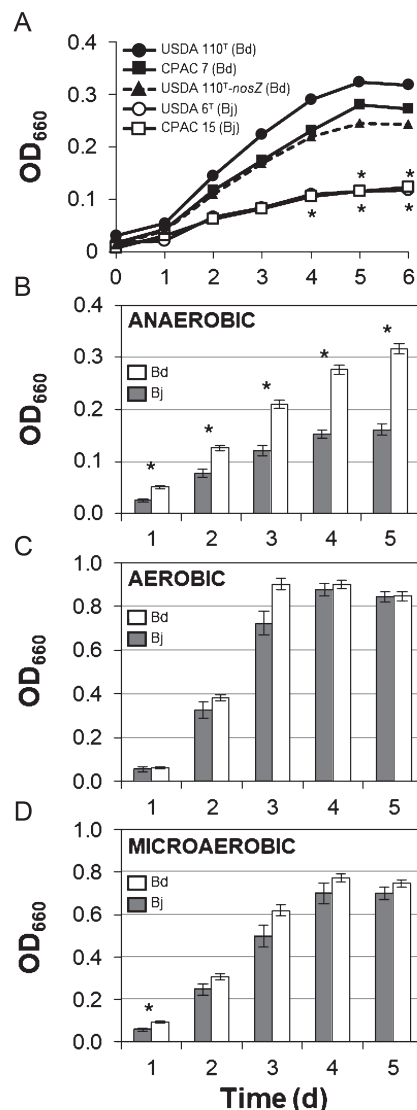 A
OD660
0.4
0.3
0.2
0.1
0
USDA 110T (Bd)
CPAC 7 (Bd)
USDA 110T-nosZ (Bd)
USDA 6T (Bj)
CPAC 15 (Bj)
* *
* * *
0 1 2 3 4 5 6
B
OD660
0.4
0.3
0.2
0.1
0.0
ANAEROBIC
Bd
Bj
* * * * *
1 2 3 4 5
C
OD660
1.0
0.8
0.6
0.4
0.2
0.0
AEROBIC
Bd
Bj
1 2 3 4 5
D
OD660
1.0
0.8
0.6
0.4
0.2
0.0
MICROAEROBIC
Bd
Bj
*
1 2 3 4 5
Time (d)